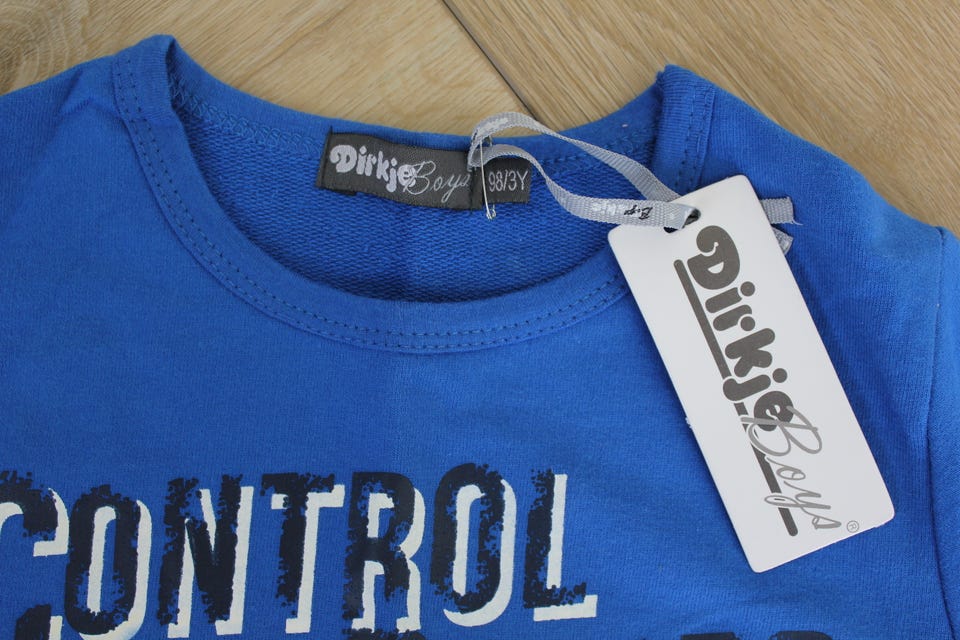 Dirkje Boys 98/3Y
Dirkje
Boys®
CONTROL